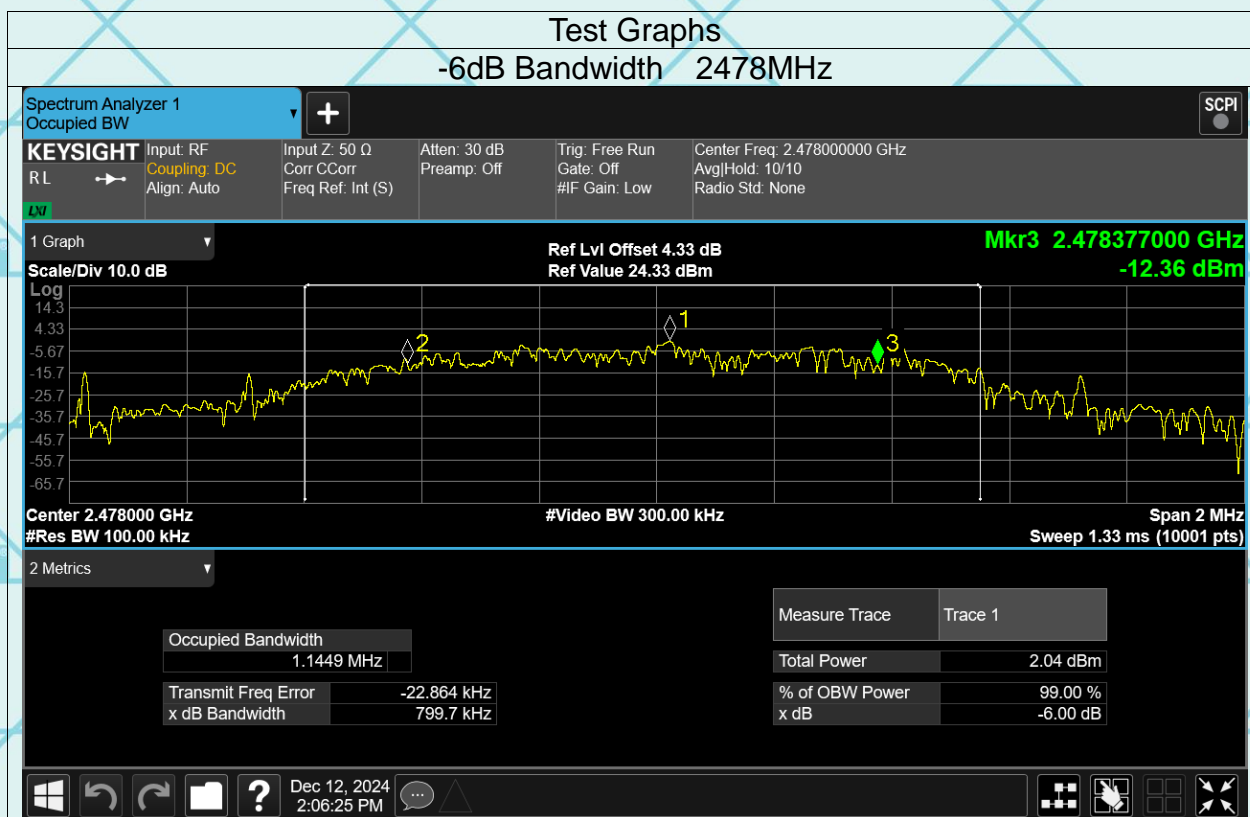 Test Graphs
-6dB Bandwidth 2478MHz
Spectrum Analyzer 1
Occupied BW
+
SCPI
KEYSIGHT
RL
LXI
Input: RF
Coupling: DC
Align: Auto
Input Z: 50 Ω
Corr CCorr
Freq Ref: Int (S)
Atten: 30 dB
Preamp: Off
Trig: Free Run
Gate: Off
#IF Gain: Low
Center Freq: 2.478000000 GHz
Avg|Hold: 10/10
Radio Std: None
1 Graph
Scale/Div 10.0 dB
Ref Lvl Offset 4.33 dB
Ref Value 24.33 dBm
Mkr3 2.478377000 GHz
-12.36 dBm
Log
14.3
4.33
-5.67
-15.7
-25.7
-35.7
-45.7
-55.7
-65.7
1
2
3
Center 2.478000 GHz
#Video BW 300.00 kHz
Span 2 MHz
#Res BW 100.00 kHz
Sweep 1.33 ms (10001 pts)
2 Metrics
Occupied Bandwidth
1.1449 MHz
Transmit Freq Error -22.864 kHz
x dB Bandwidth 799.7 kHz
Measure Trace Trace 1
Total Power 2.04 dBm
% of OBW Power 99.00 %
x dB -6.00 dB
?
Dec 12, 2024
2:06:25 PM